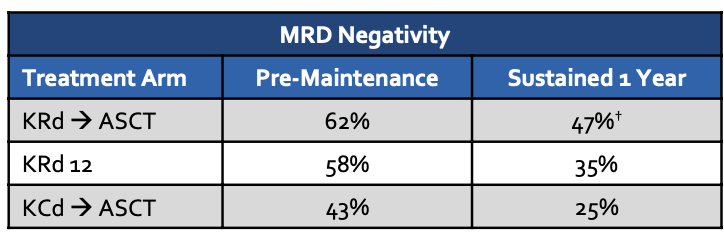 MRD Negativity
Treatment Arm Pre-Maintenance Sustained 1 Year
KRd → ASCT 62% 47%†
KRd 12 58% 35%
KCd → ASCT 43% 25%